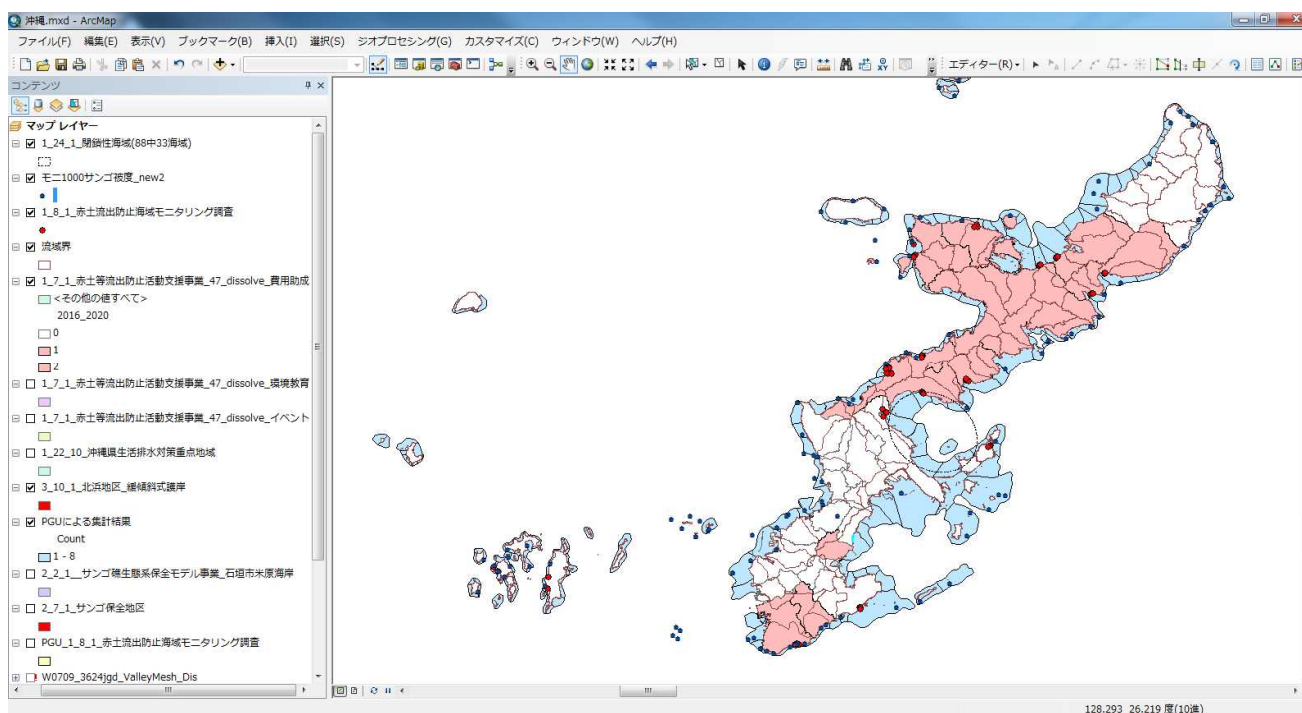 沖縄.mxd - ArcMap
ファイル(F) 編集(E) 表示(V) ブックマーク(B) 挿入(I) 選択(S) ジオプロセシング(G) カスタマイズ(C) ウィンドウ(W) ヘルプ(H)
エディター(R)
コンテンツ
マップ レイヤー
1_24_1_閉鎖性海域(88中33海域)
モニ1000サンゴ被度_new2
1_8_1_赤土流出防止海域モニタリング調査
流域界
1_7_1_赤土等流出防止活動支援事業_47_dissolve_費用助成
<その他の値すべて>
2016_2020
0
1
2
1_7_1_赤土等流出防止活動支援事業_47_dissolve_環境教育
1_7_1_赤土等流出防止活動支援事業_47_dissolve_イベント
1_22_10_沖縄県生活排水対策重点地域
3_10_1_北浜地区_緩傾斜式護岸
PGUによる集計結果
Count
1 - 8
2_2_1__サンゴ礁生態系保全モデル事業_石垣市米原海岸
2_7_1_サンゴ保全地区
PGU_1_8_1_赤土流出防止海域モニタリング調査
W0709_3624jgd_ValleyMesh_Dis
128.293 26.219 度(10進)